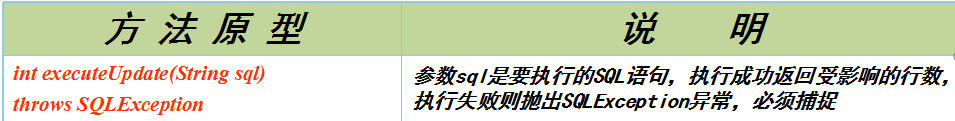 方 法 原 型
说 明
int executeUpdate(String sql)
throws SQLException
参数sql是要执行的SQL语句，执行成功返回受影响的行数，
执行失败则抛出SQLException异常，必须捕捉